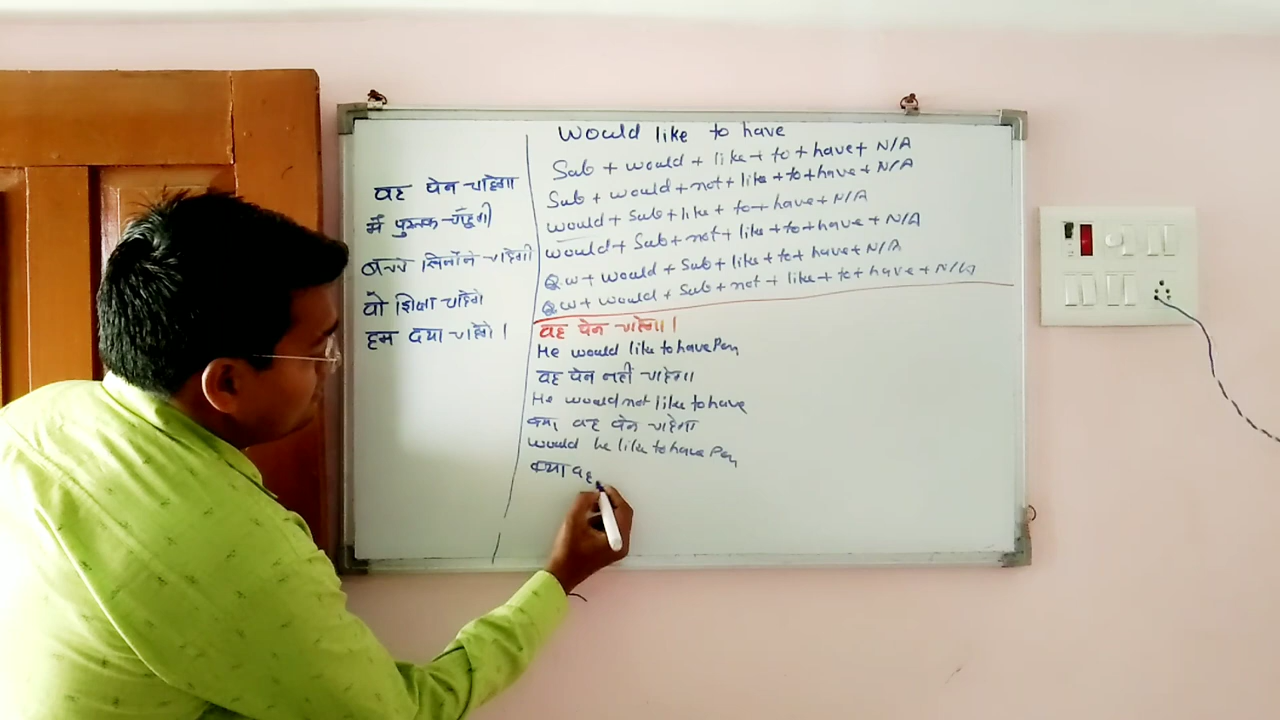 Would like to have
Sub + would + like + to + have + N/A
Sub + would + not + like + to + have + N/A
would + Sub + like + to + have + N/A
would + Sub + not + like + to + have + N/A
Qw + would + Sub + like + to + have + N/A
Qw + would + Sub + not + like + to + have + N/A
वह पेन चाहेगा
मैं पुस्तक चाहूंगी
बच्चे खिलौने चाहेगी
वो शिक्षा चाहेंगे
हम दया चाहेंगे।
वह पेन चाहेगा।
He would like to have Pen
वह पेन नहीं चाहेगा
He would not like to have
क्या वह पेन चाहेगा
would he like to have Pen
क्या वह